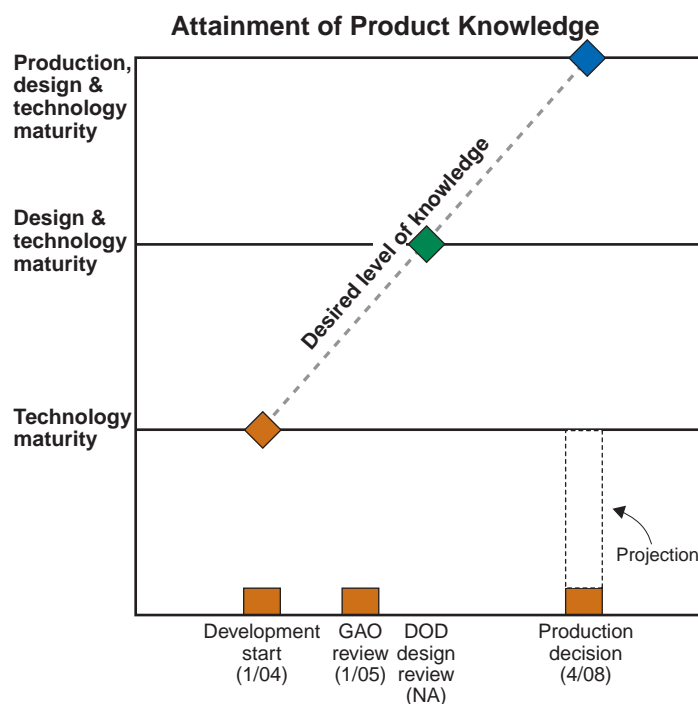 Attainment of Product Knowledge
Production,
design &
technology
maturity
Design &
technology
maturity
Technology
maturity
Desired level of knowledge
Projection
Development
start
(1/04)
GAO
review
(1/05)
DOD
design
review
(NA)
Production
decision
(4/08)